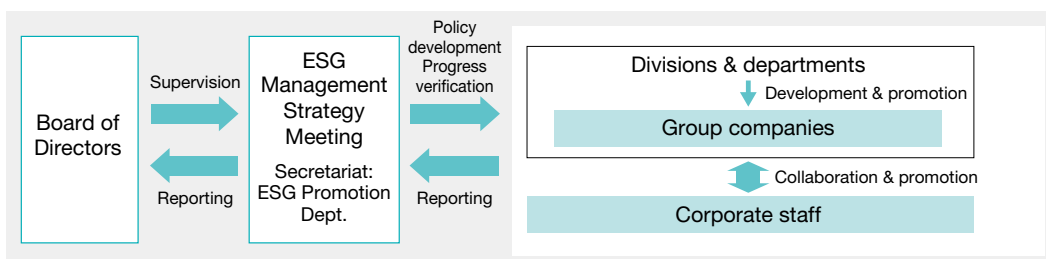 Board of
Directors
Supervision
Reporting
ESG
Management
Strategy
Meeting
Secretariat:
ESG Promotion
Dept.
Policy
development
Progress
verification
Reporting
Divisions & departments
Development & promotion
Group companies
Collaboration & promotion
Corporate staff